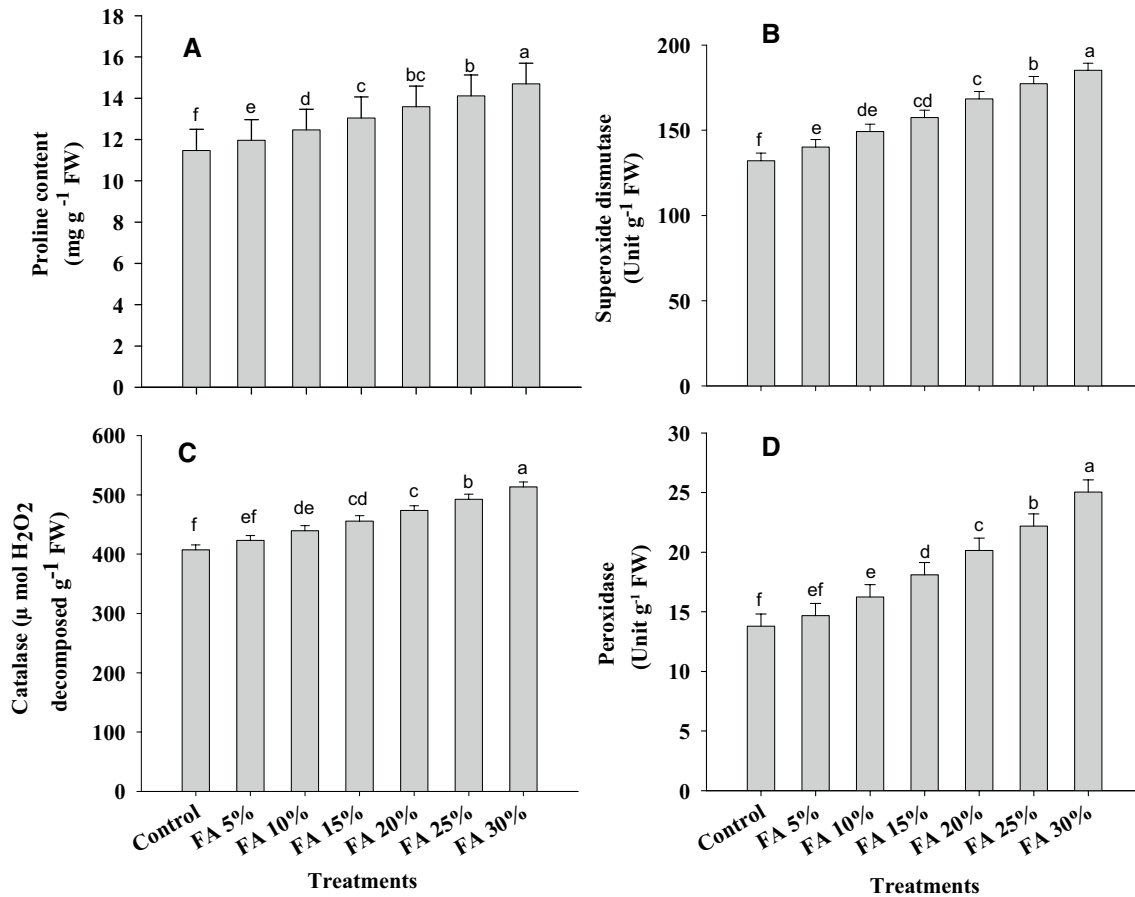 A
Proline content
(mg g -1 FW)
18
16
14
12
10
8
6
4
2
0
f
e
d
c
bc
b
a
B
Superoxide dismutase
(Unit g-1 FW)
200
150
100
50
0
f
e
de
cd
c
b
a
C
Catalase (μ mol H2O2
decomposed g-1 FW)
600
500
400
300
200
100
0
f
ef
de
cd
c
b
a
Control
FA 5%
FA 10%
FA 15%
FA 20%
FA 25%
FA 30%
Treatments
D
Peroxidase
(Unit g-1 FW)
30
25
20
15
10
5
0
f
ef
e
d
c
b
a
Control
FA 5%
FA 10%
FA 15%
FA 20%
FA 25%
FA 30%
Treatments